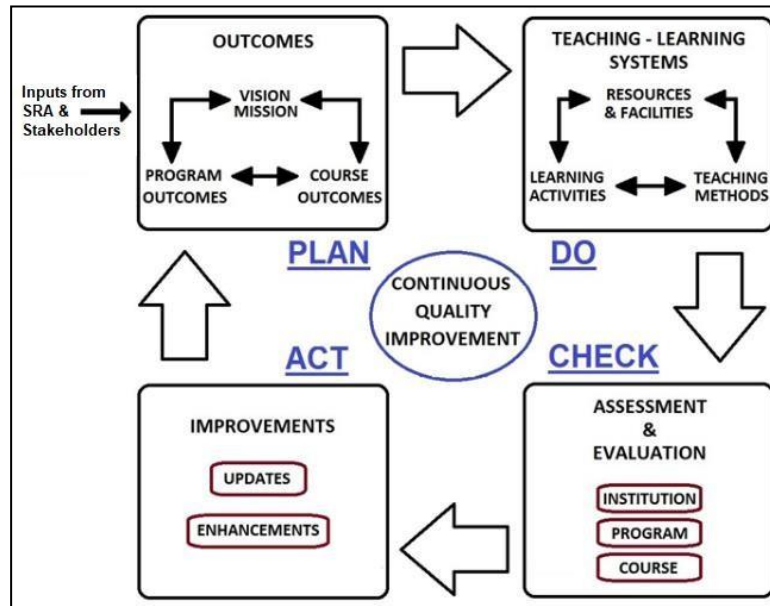 Inputs from
SRA &
Stakeholders
OUTCOMES
VISION
MISSION
PROGRAM
OUTCOMES
COURSE
OUTCOMES
PLAN
TEACHING - LEARNING
SYSTEMS
RESOURCES
& FACILITIES
LEARNING
ACTIVITIES
TEACHING
METHODS
DO
CONTINUOUS
QUALITY
IMPROVEMENT
CHECK
ASSESSMENT
&
EVALUATION
INSTITUTION
PROGRAM
COURSE
ACT
IMPROVEMENTS
UPDATES
ENHANCEMENTS